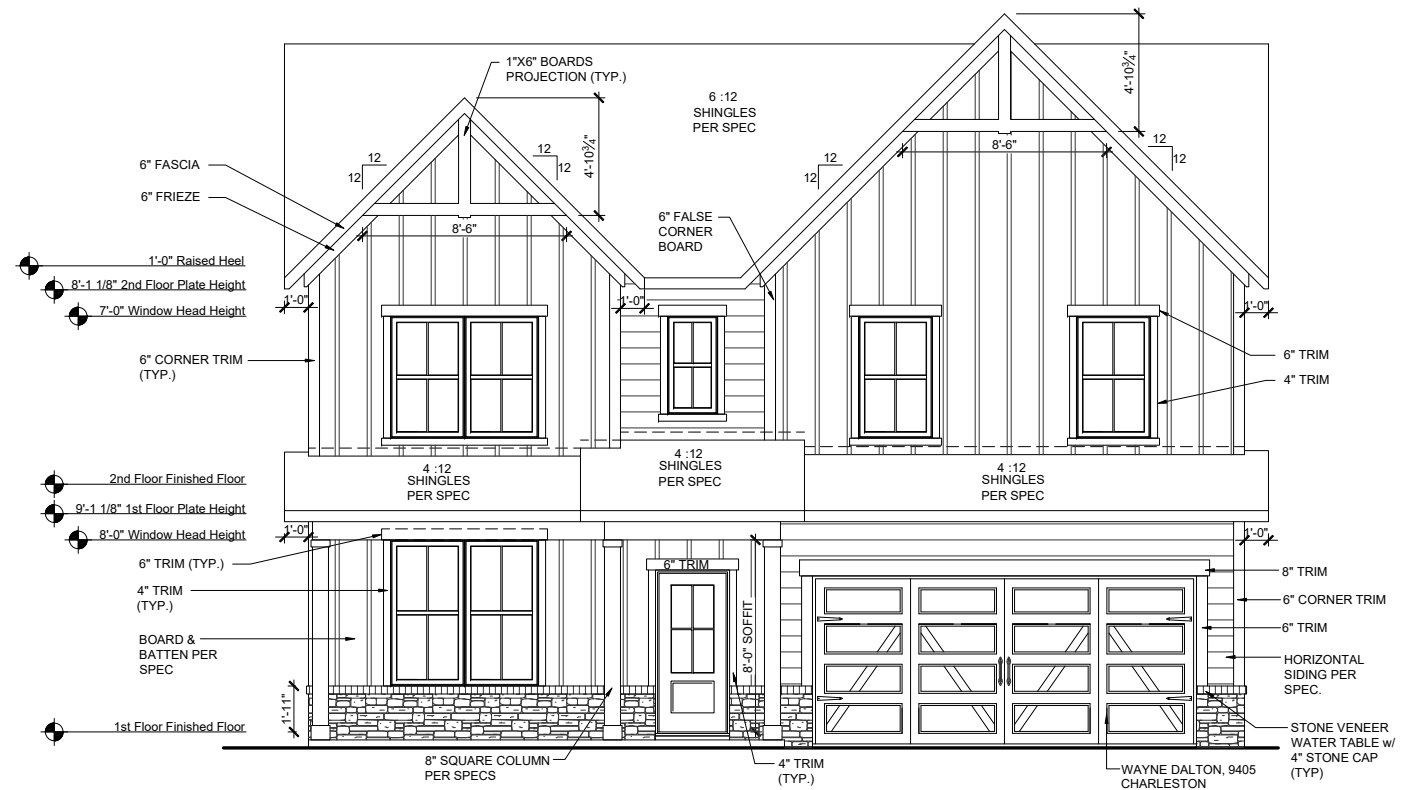 1"X6" BOARDS
PROJECTION (TYP.)
6 :12
SHINGLES
PER SPEC
4'-10¾"
4'-10¾"
12
12
12
12
12
12
12
12
8'-6"
8'-6"
6" FASCIA
6" FRIEZE
6" FALSE
CORNER
BOARD
1'-0" Raised Heel
8'-1 1/8" 2nd Floor Plate Height
7'-0" Window Head Height
1'-0"
1'-0"
1'-0"
6" CORNER TRIM
(TYP.)
6" TRIM
4" TRIM
4 :12
SHINGLES
PER SPEC
4 :12
SHINGLES
PER SPEC
4 :12
SHINGLES
PER SPEC
2nd Floor Finished Floor
9'-1 1/8" 1st Floor Plate Height
8'-0" Window Head Height
1'-0"
1'-0"
6" TRIM (TYP.)
4" TRIM
(TYP.)
BOARD &
BATTEN PER
SPEC
6" TRIM
8'-0" SOFFIT
8" TRIM
6" CORNER TRIM
6" TRIM
HORIZONTAL
SIDING PER
SPEC.
1'-11"
1st Floor Finished Floor
STONE VENEER
WATER TABLE w/
4" STONE CAP
(TYP)
8" SQUARE COLUMN
PER SPECS
4" TRIM
(TYP.)
WAYNE DALTON, 9405
CHARLESTON